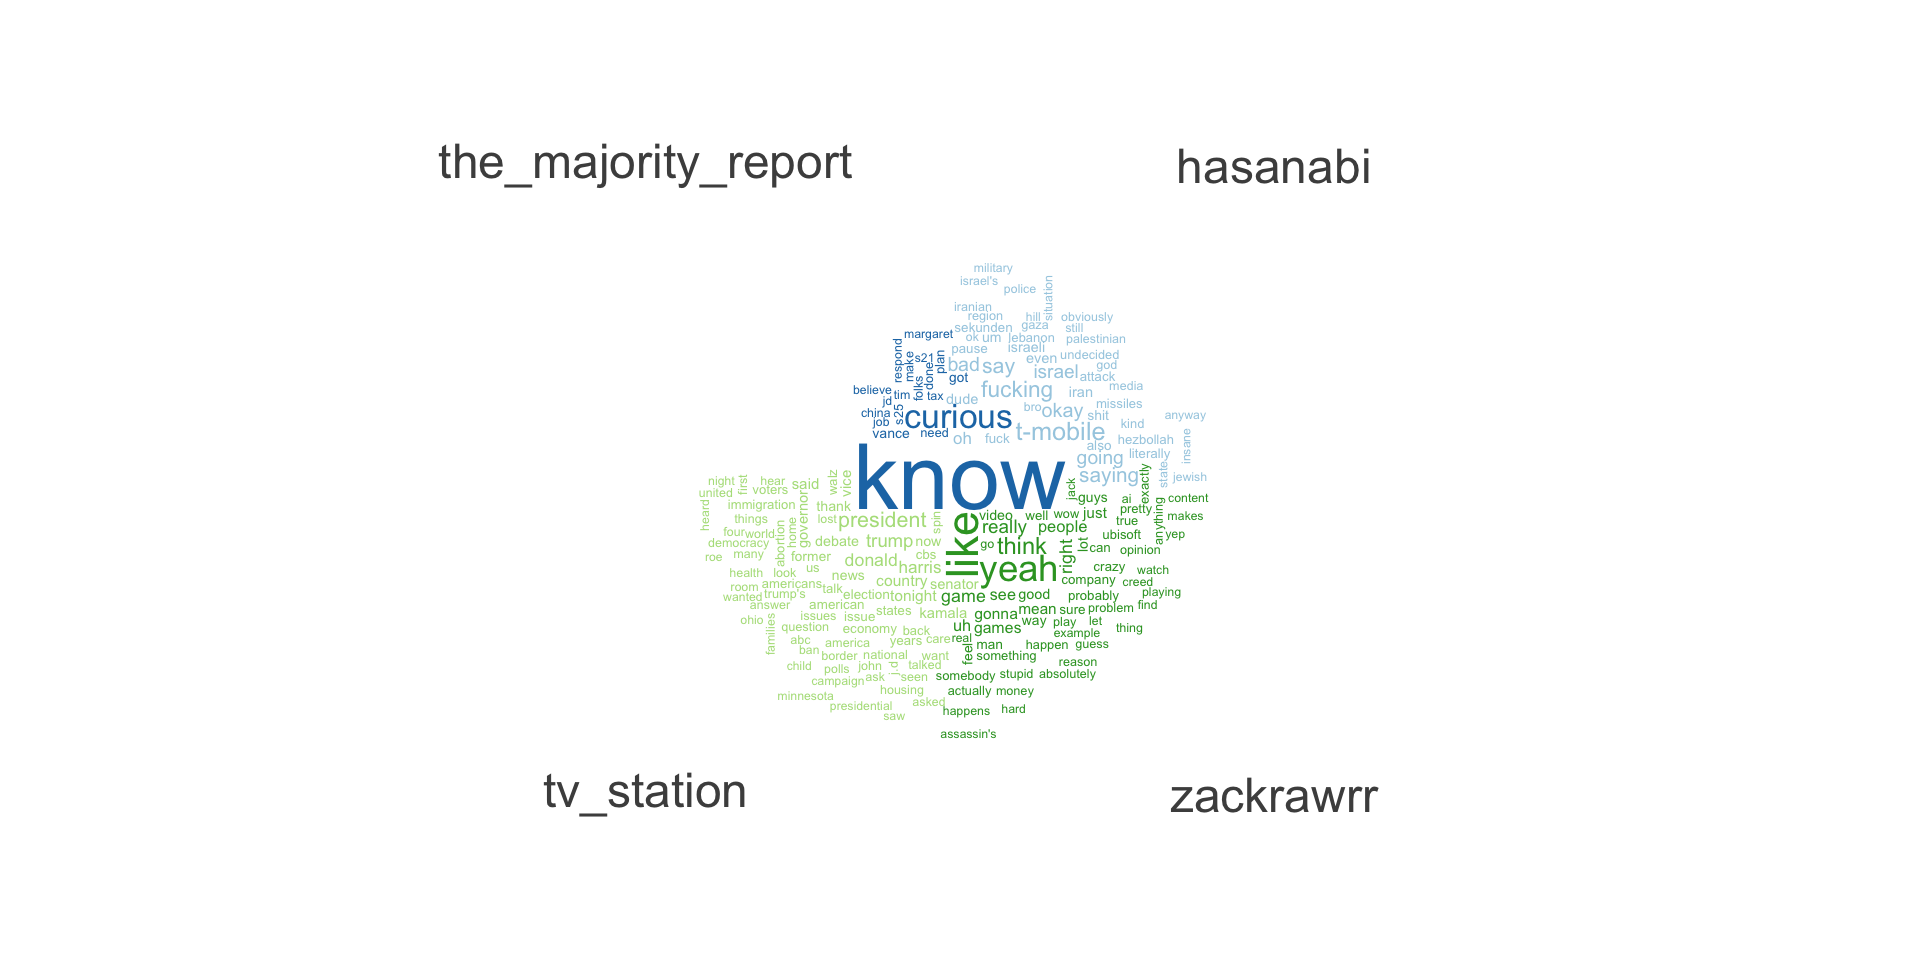 the_majority_report
hasanabi
military
israel's
police
situation
iranian
region
hill
obviously
sekunden
gaza
still
margaret
ok
um
lebanon
palestinian
respond
make
s21
plan
pause
israeli
done
bad
say
even
undecided
israel
god
folks
got
attack
believe
jd
tim
tax
dude
fucking
iran
media
china
s25
curious
bro
okay
missiles
shit
anyway
job
vance
need
oh
fuck
t-mobile
kind
also
hezbollah
insane
know
going
literally
saying
state
jewish
night
first
hear
said
walz
vice
jack
guys
exactly
united
voters
ai
content
heard
immigration
governor
thank
pretty
anything
things
lost
president
spin
like
video
well
wow
just
true
makes
four
world
abortion
home
debate
trump
now
really
people
ubisoft
yep
democracy
go
think
right
lot
can
opinion
roe
many
former
donald
cbs
harris
yeah
crazy
watch
health
look
us
news
country
senator
company
creed
room
americans
talk
election
tonight
game
see
good
probably
playing
wanted
trump's
answer
american
states
kamala
gonna
mean
sure
problem
find
ohio
families
issues
issue
uh
games
way
play
let
thing
question
economy
back
example
abc
america
years
care
real
feel
man
happen
guess
ban
border
national
want
something
reason
child
polls
john
j.d
talked
somebody
stupid
absolutely
campaign
ask
seen
actually
money
minnesota
housing
presidential
asked
happens
hard
saw
assassin's
tv_station
zackrawrr